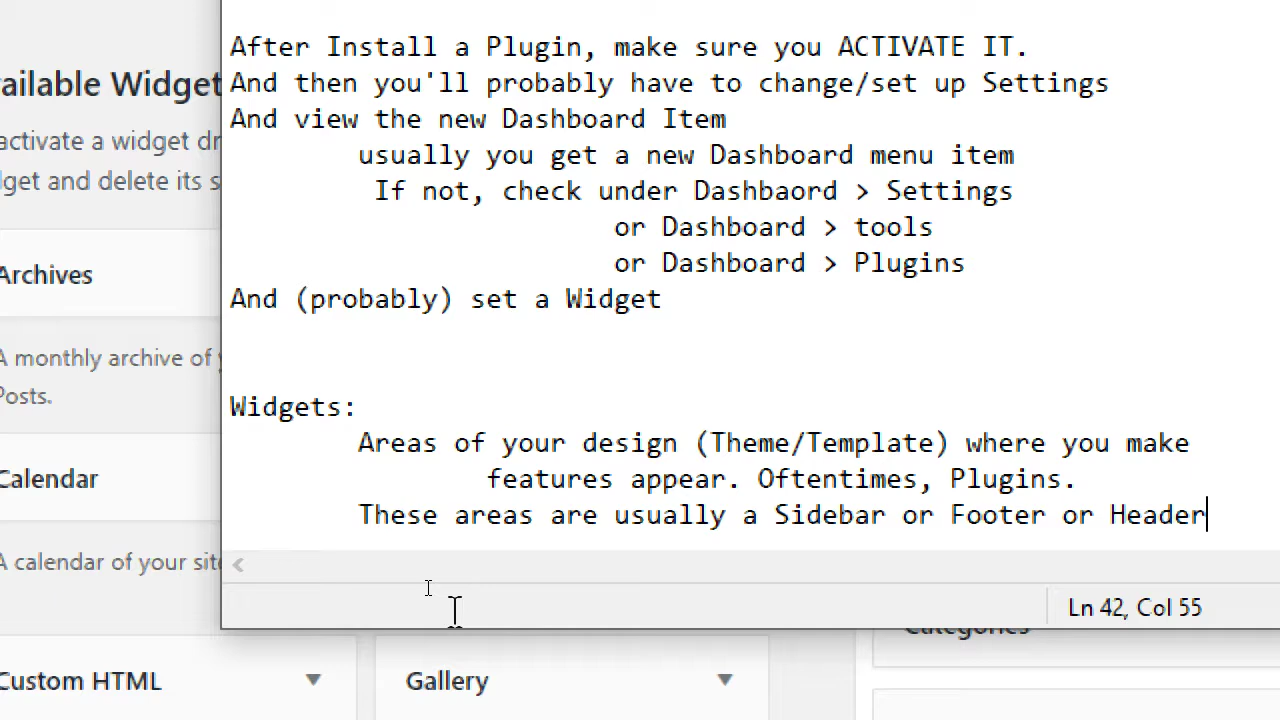 After Install a Plugin, make sure you ACTIVATE IT.
And then you'll probably have to change/set up Settings
And view the new Dashboard Item
usually you get a new Dashboard menu item
If not, check under Dashbaord > Settings
or Dashboard > tools
or Dashboard > Plugins
And (probably) set a Widget
Widgets:
Areas of your design (Theme/Template) where you make
features appear. Oftentimes, Plugins.
These areas are usually a Sidebar or Footer or Header
Ln 42, Col 55
ailable Widget
activate a widget
and delete its
Archives
A monthly archive of
Posts.
Calendar
A calendar of your
Custom HTML
Gallery
Categories